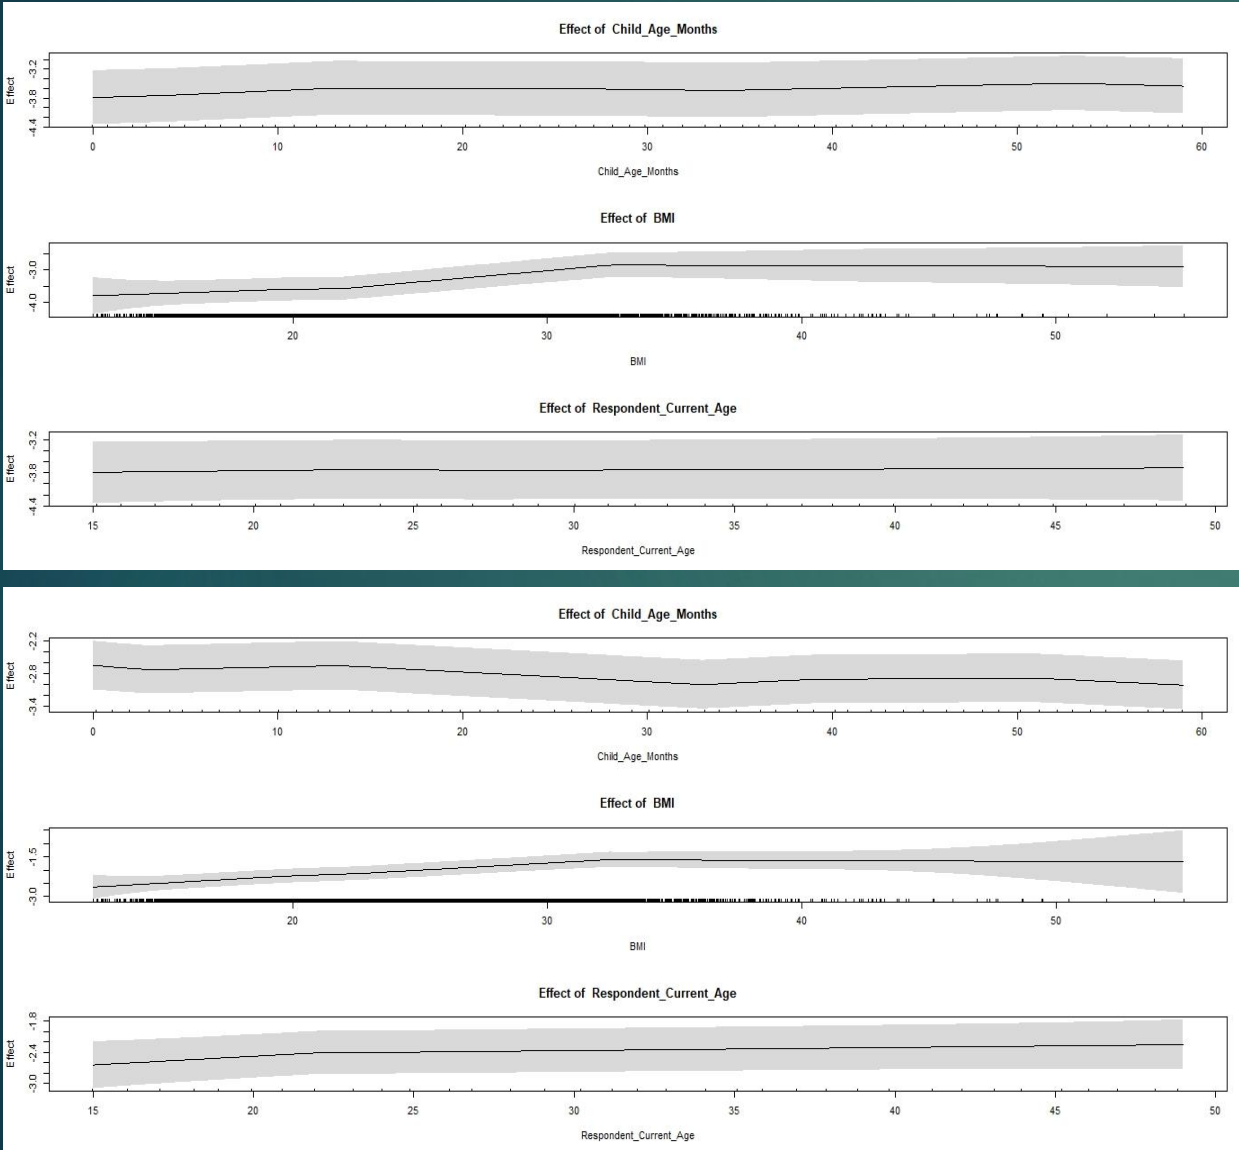 Effect of Child_Age_Months
Effect
-3.2
-3.8
-4.4
0 10 20 30 40 50 60
Child_Age_Months
Effect of BMI
Effect
-3.0
-4.0
20 30 40 50
BMI
Effect of Respondent_Current_Age
Effect
-3.2
-3.8
-4.4
15 20 25 30 35 40 45 50
Respondent_Current_Age
Effect of Child_Age_Months
Effect
-2.2
-2.8
-3.4
0 10 20 30 40 50 60
Child_Age_Months
Effect of BMI
Effect
-1.5
-3.0
20 30 40 50
BMI
Effect of Respondent_Current_Age
Effect
-1.8
-2.4
-3.0
15 20 25 30 35 40 45 50
Respondent_Current_Age